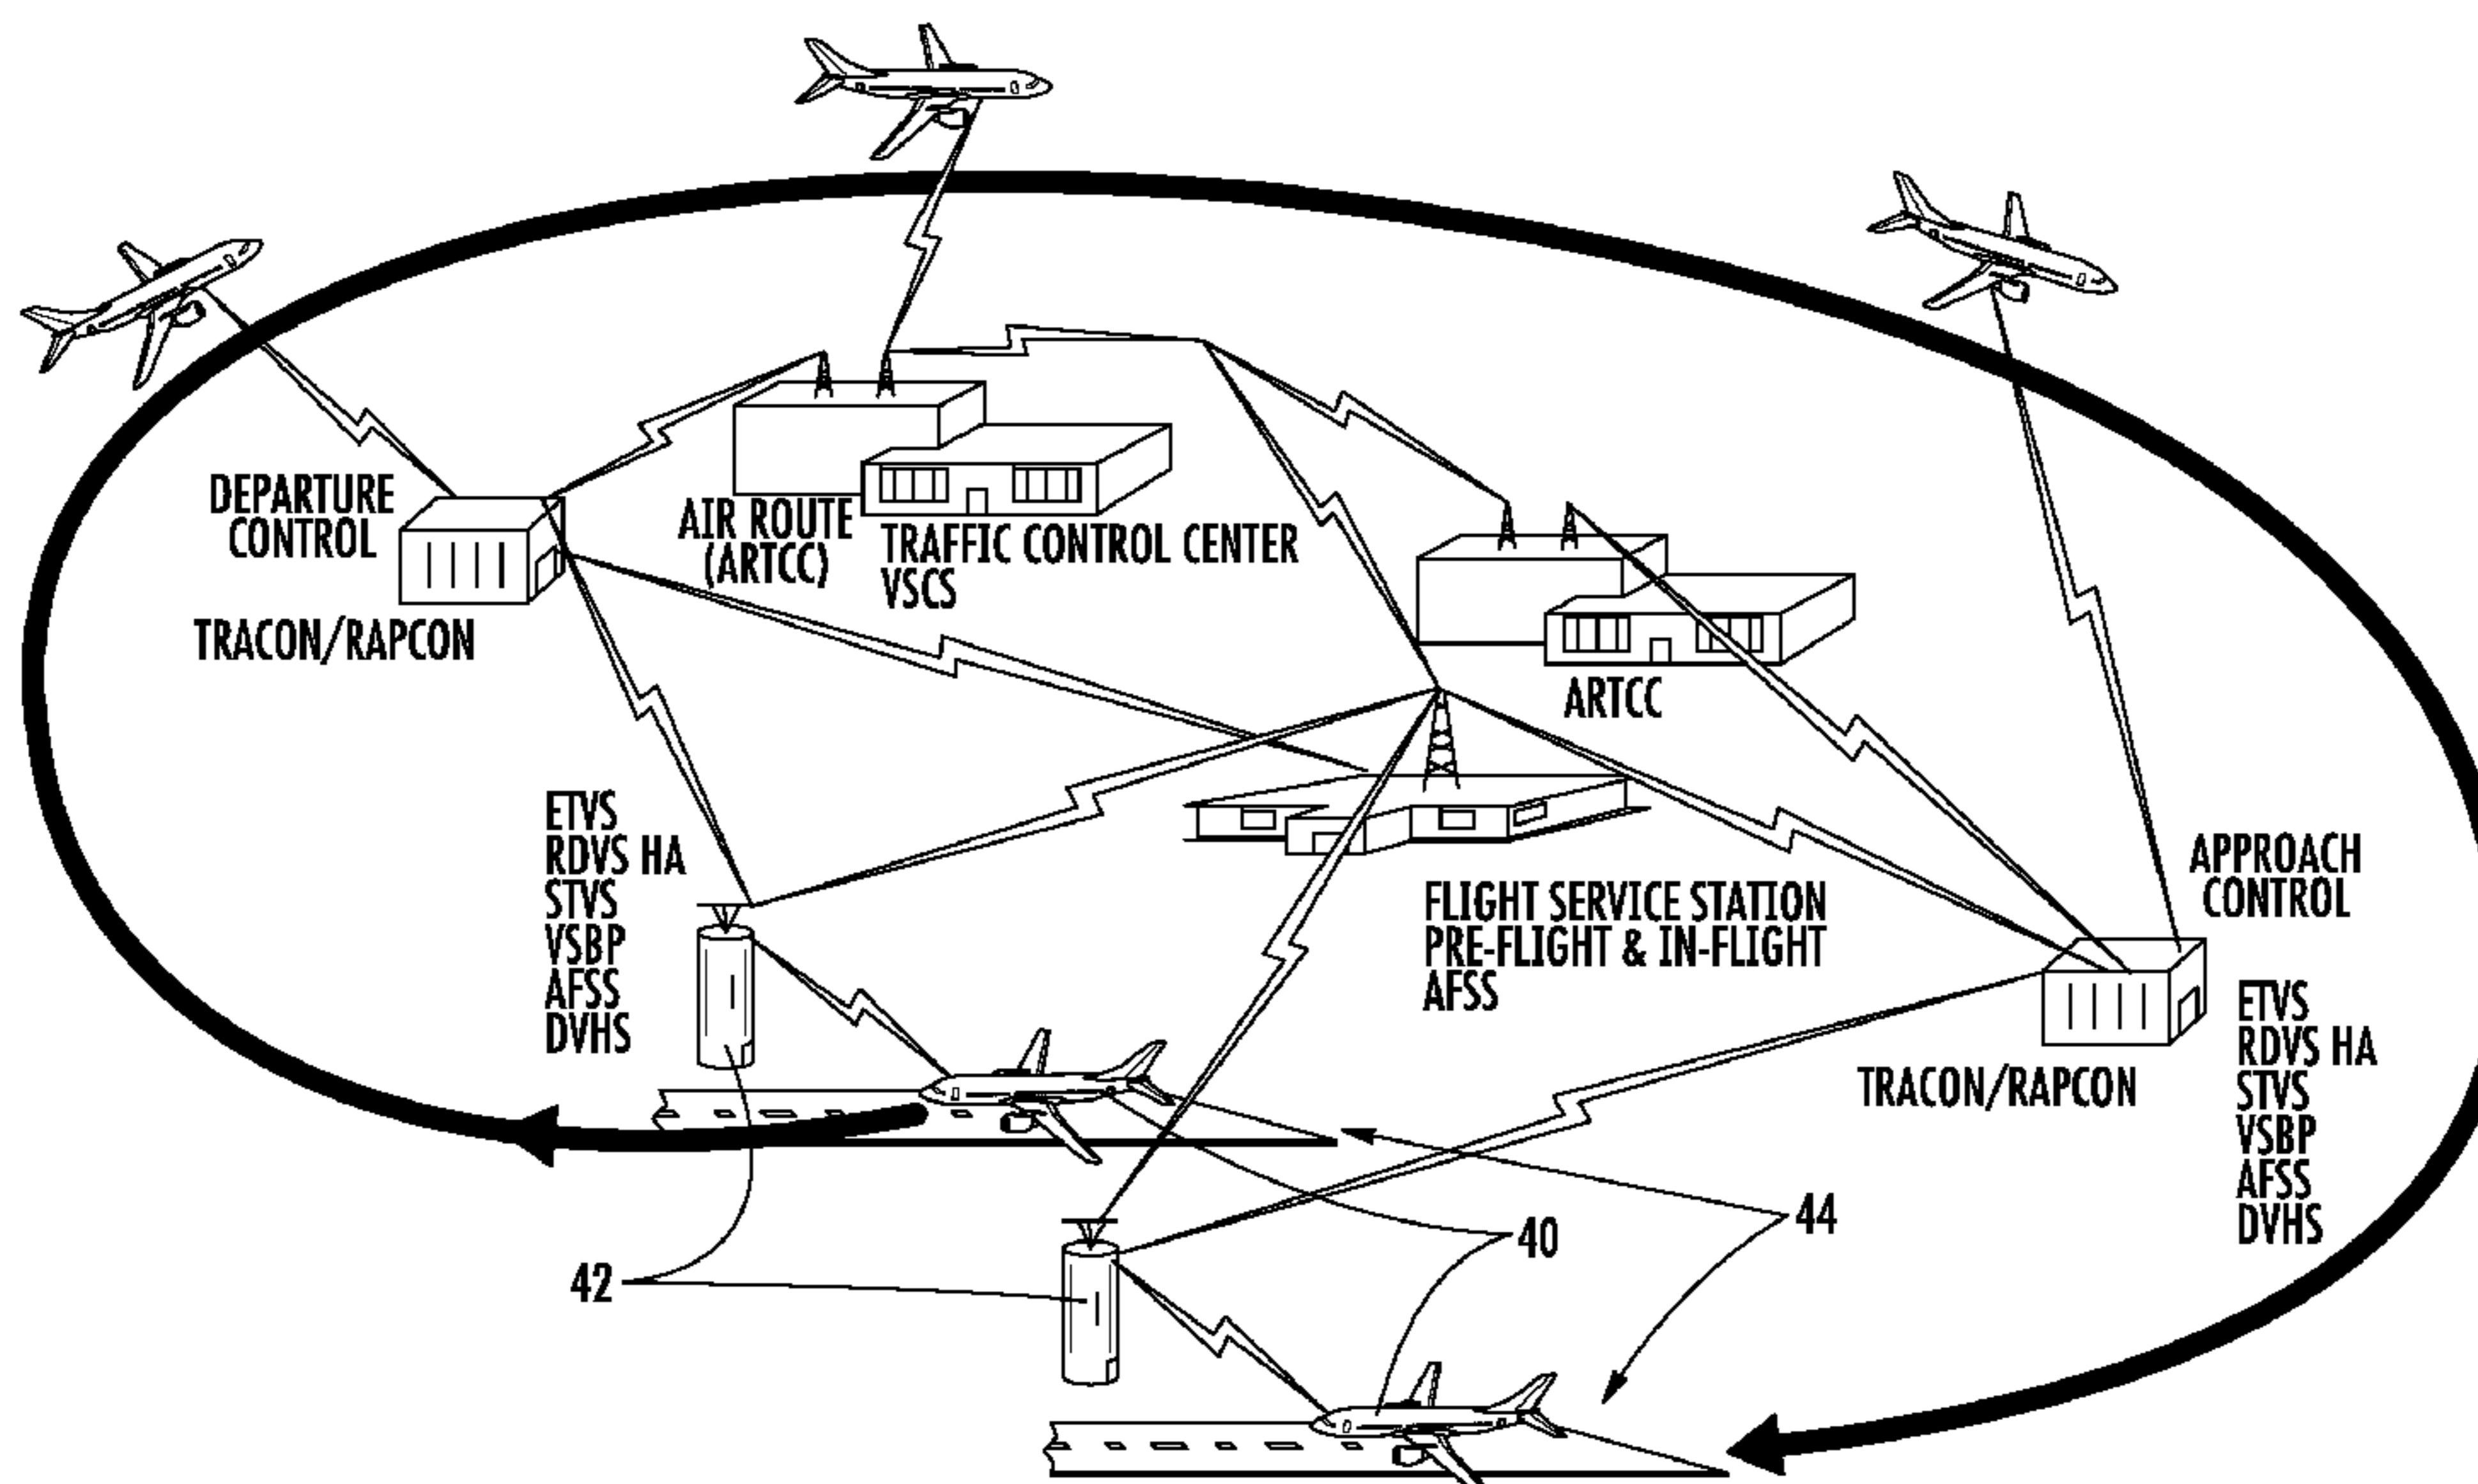 DEPARTURE
CONTROL
TRACON/RAPCON
AIR ROUTE
(ARTCC)
TRAFFIC CONTROL CENTER
VSCS
ARTCC
ETVS
RDVS HA
STVS
VSBP
AFSS
DVHS
FLIGHT SERVICE STATION
PRE-FLIGHT & IN-FLIGHT
AFSS
APPROACH
CONTROL
TRACON/RAPCON
ETVS
RDVS HA
STVS
VSBP
AFSS
DVHS
44
40
42